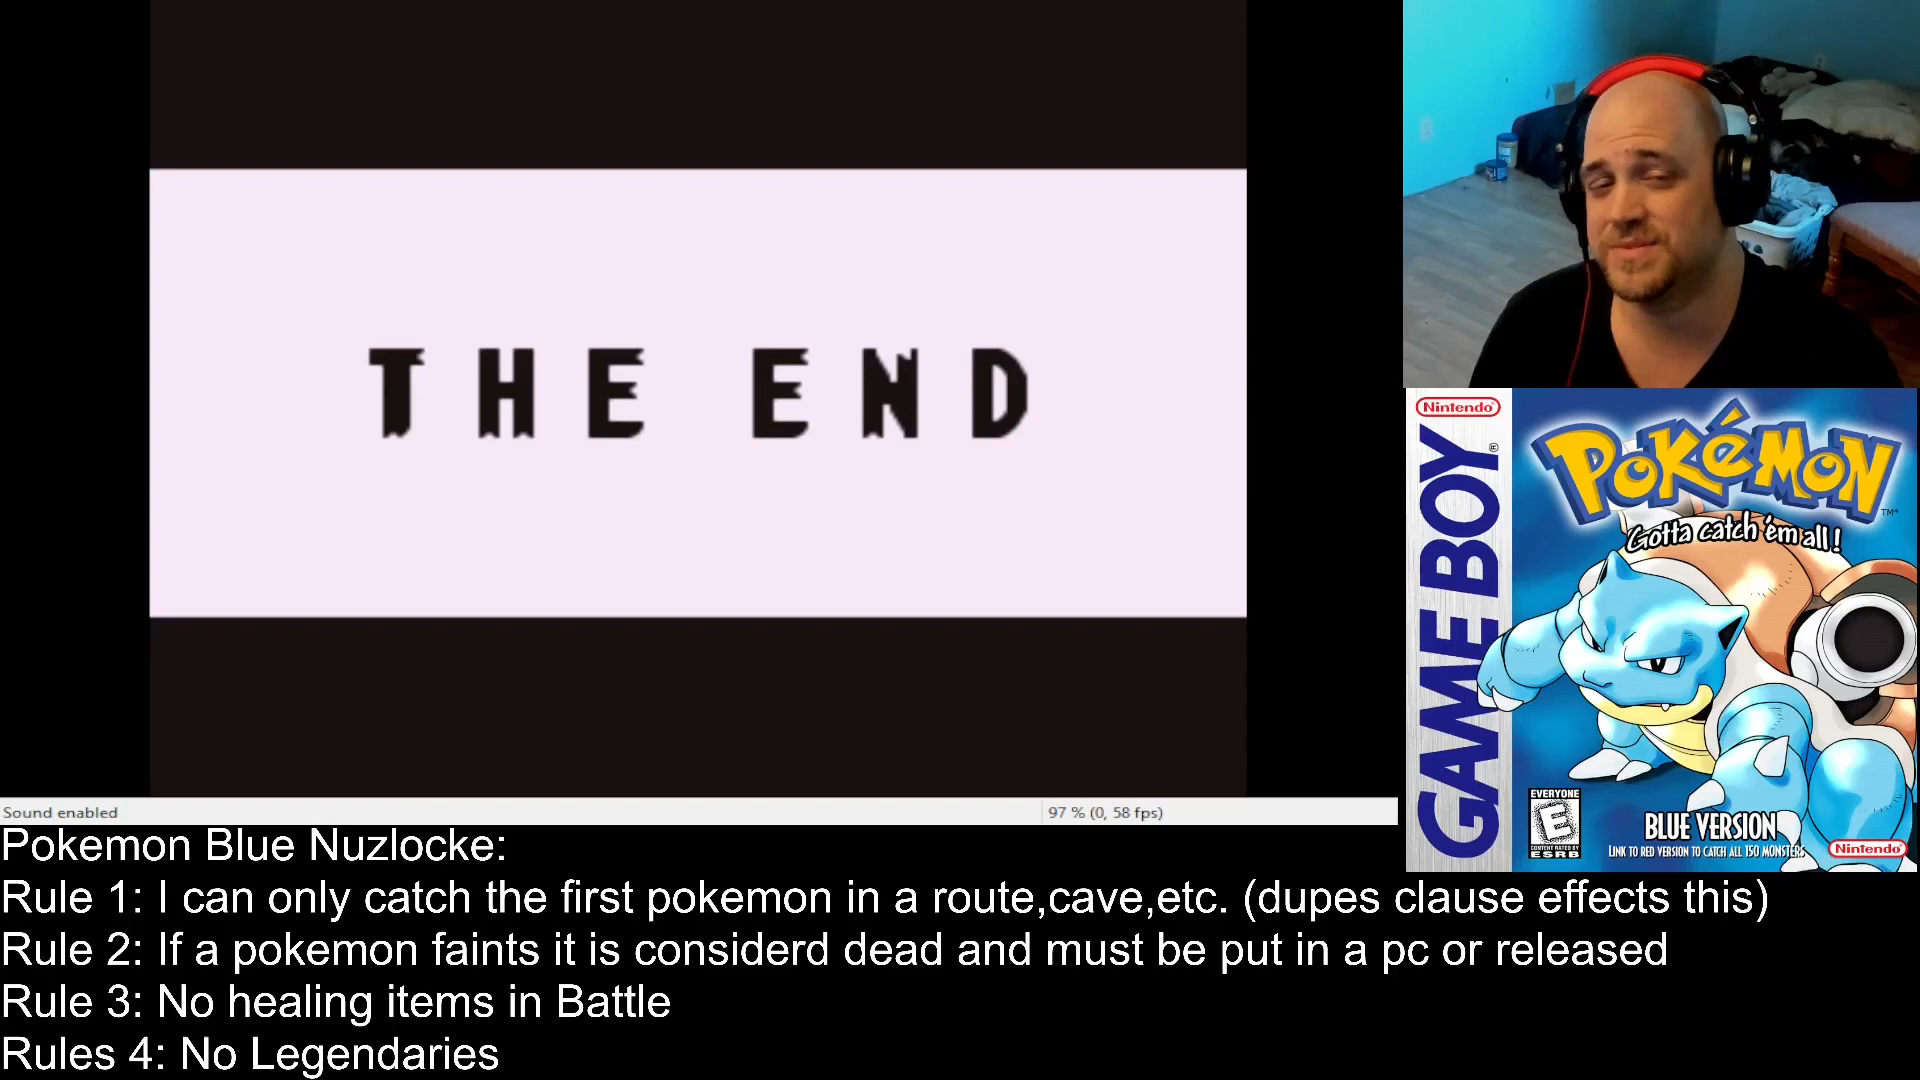 THE END
Sound enabled
97 % (0, 58 fps)
Pokemon Blue Nuzlocke:
Rule 1: I can only catch the first pokemon in a route,cave,etc. (dupes clause effects this)
Rule 2: If a pokemon faints it is considerd dead and must be put in a pc or released
Rule 3: No healing items in Battle
Rules 4: No Legendaries
Nintendo
GAME BOY
®
POKéMON
TM
Gotta catch 'em all!
EVERYONE
E
CONTENT RATED BY
ESRB
BLUE VERSION
LINK TO RED VERSION TO CATCH ALL 150 MONSTERS
Nintendo